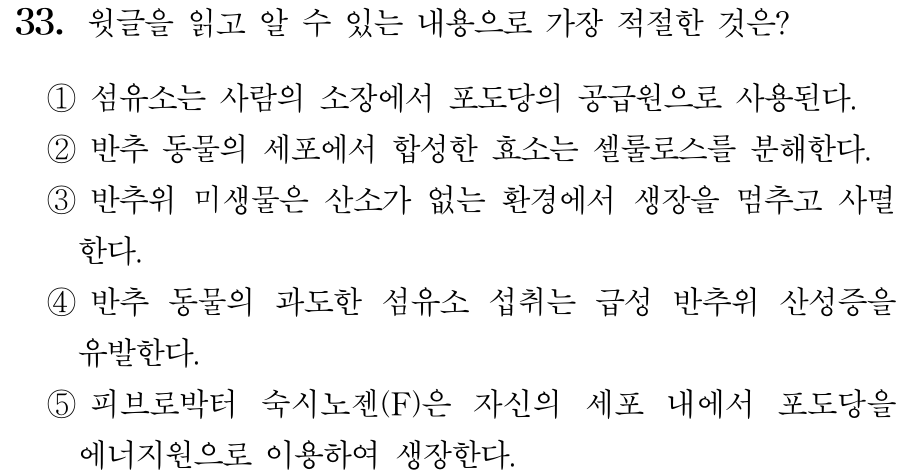 33. 윗글을 읽고 알 수 있는 내용으로 가장 적절한 것은?
① 섬유소는 사람의 소장에서 포도당의 공급원으로 사용된다.
② 반추 동물의 세포에서 합성한 효소는 셀룰로스를 분해한다.
③ 반추위 미생물은 산소가 없는 환경에서 생장을 멈추고 사멸
한다.
④ 반추 동물의 과도한 섬유소 섭취는 급성 반추위 산성증을
유발한다.
⑤ 피브로박터 숙시노젠(F)은 자신의 세포 내에서 포도당을
에너지원으로 이용하여 생장한다.